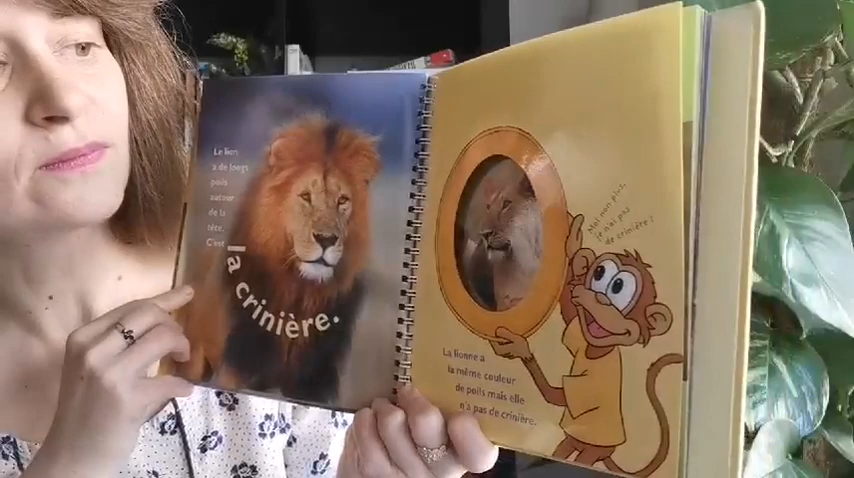 Le lion
a de longs
poils
autour
de la
tête.
C'est
la crinière.
Moi non plus,
je n'ai pas
de crinière !
La lionne a
la même couleur
de poils mais elle
n'a pas de crinière.